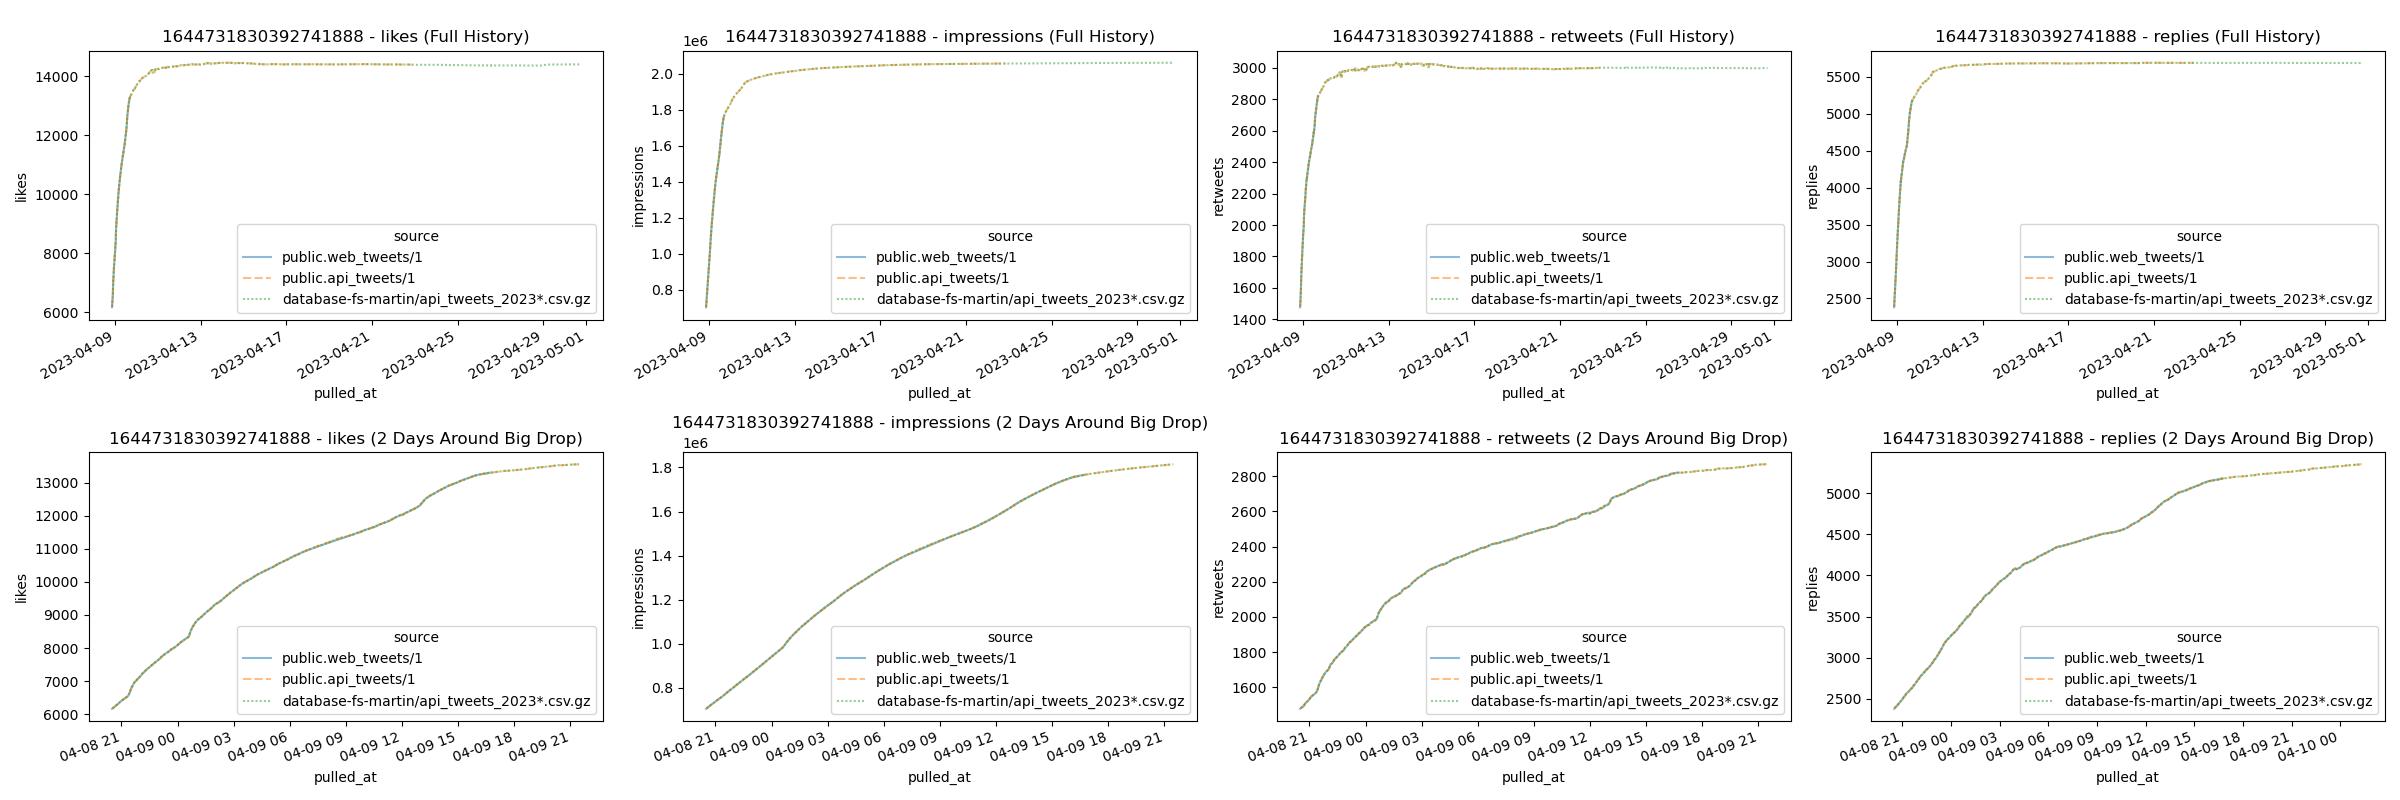 1644731830392741888 - likes (Full History)
14000
12000
10000
8000
6000
likes
source
public.web_tweets/1
public.api_tweets/1
database-fs-martin/api_tweets_2023*.csv.gz
2023-04-09
2023-04-13
2023-04-17
2023-04-21
2023-04-25
2023-04-29
2023-05-01
pulled_at
1644731830392741888 - impressions (Full History)
1e6
2.0
1.8
1.6
1.4
1.2
1.0
0.8
impressions
source
public.web_tweets/1
public.api_tweets/1
database-fs-martin/api_tweets_2023*.csv.gz
2023-04-09
2023-04-13
2023-04-17
2023-04-21
2023-04-25
2023-04-29
2023-05-01
pulled_at
1644731830392741888 - retweets (Full History)
3000
2800
2600
2400
2200
2000
1800
1600
1400
retweets
source
public.web_tweets/1
public.api_tweets/1
database-fs-martin/api_tweets_2023*.csv.gz
2023-04-09
2023-04-13
2023-04-17
2023-04-21
2023-04-25
2023-04-29
2023-05-01
pulled_at
1644731830392741888 - replies (Full History)
5500
5000
4500
4000
3500
3000
2500
replies
source
public.web_tweets/1
public.api_tweets/1
database-fs-martin/api_tweets_2023*.csv.gz
2023-04-09
2023-04-13
2023-04-17
2023-04-21
2023-04-25
2023-04-29
2023-05-01
pulled_at
1644731830392741888 - likes (2 Days Around Big Drop)
13000
12000
11000
10000
9000
8000
7000
6000
likes
source
public.web_tweets/1
public.api_tweets/1
database-fs-martin/api_tweets_2023*.csv.gz
04-08 21
04-09 00
04-09 03
04-09 06
04-09 09
04-09 12
04-09 15
04-09 18
04-09 21
pulled_at
1644731830392741888 - impressions (2 Days Around Big Drop)
1e6
1.8
1.6
1.4
1.2
1.0
0.8
impressions
source
public.web_tweets/1
public.api_tweets/1
database-fs-martin/api_tweets_2023*.csv.gz
04-08 21
04-09 00
04-09 03
04-09 06
04-09 09
04-09 12
04-09 15
04-09 18
04-09 21
pulled_at
1644731830392741888 - retweets (2 Days Around Big Drop)
2800
2600
2400
2200
2000
1800
1600
retweets
source
public.web_tweets/1
public.api_tweets/1
database-fs-martin/api_tweets_2023*.csv.gz
04-08 21
04-09 00
04-09 03
04-09 06
04-09 09
04-09 12
04-09 15
04-09 18
04-09 21
pulled_at
1644731830392741888 - replies (2 Days Around Big Drop)
5000
4500
4000
3500
3000
2500
replies
source
public.web_tweets/1
public.api_tweets/1
database-fs-martin/api_tweets_2023*.csv.gz
04-08 21
04-09 00
04-09 03
04-09 06
04-09 09
04-09 12
04-09 15
04-09 18
04-09 21
04-10 00
pulled_at